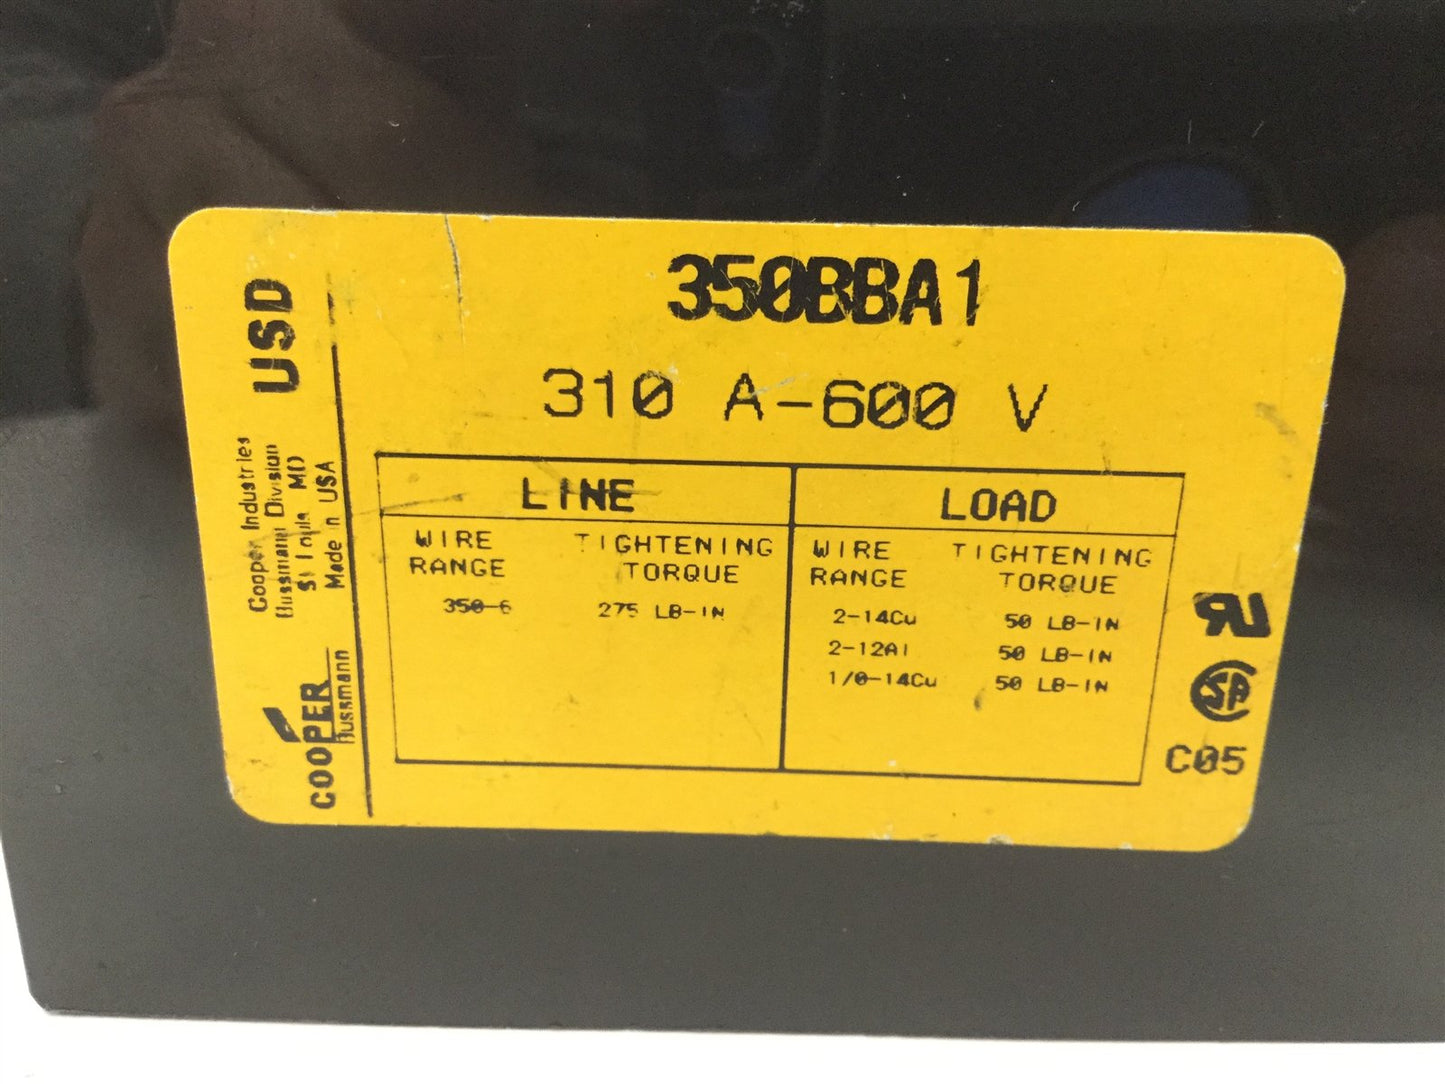 350BBA1
310 A-600 V
LINE
LOAD
WIRE RANGE
TIGHTENING TORQUE
350-6
275 LB-IN
WIRE RANGE
TIGHTENING TORQUE
2-14Cu
50 LB-IN
2-12Al
50 LB-IN
1/0-14Cu
50 LB-IN
USD
Cooper Industries
Bussmann Division
St Louis MO
Made in USA
COOPER
Bussmann
RU
SA
C05